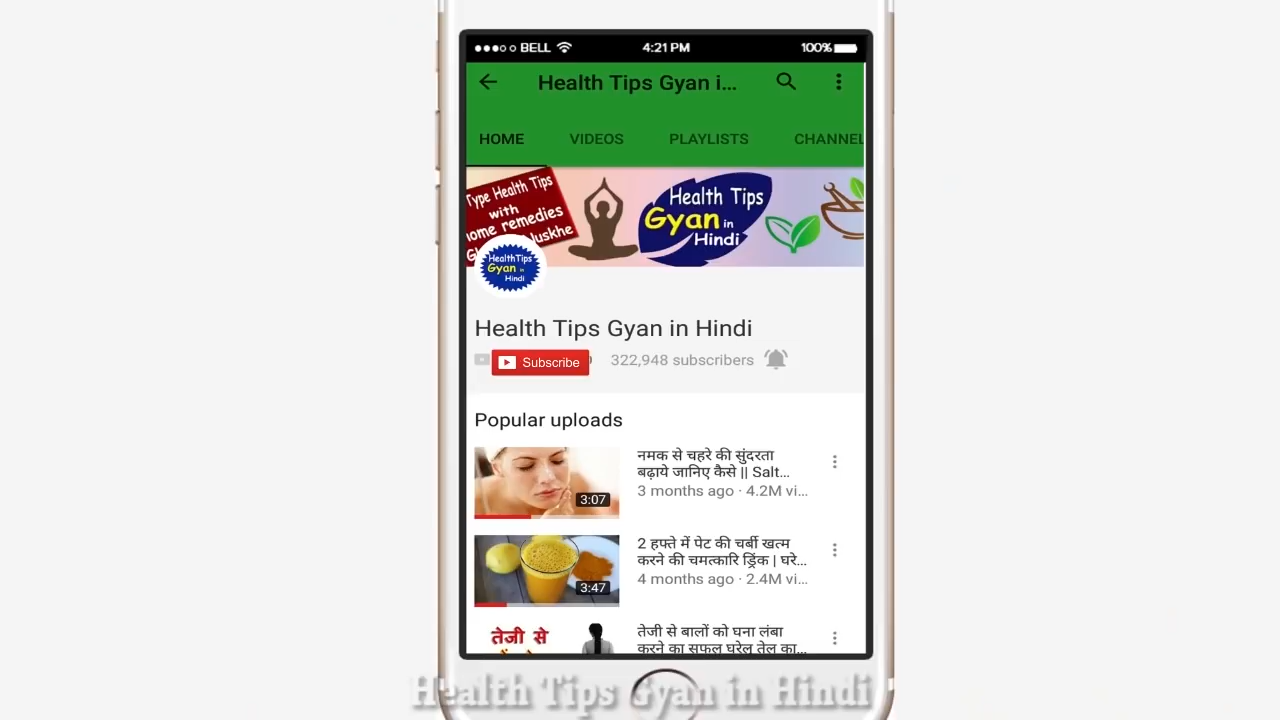 BELL 4:21 PM 100%
Health Tips Gyan i...
HOME VIDEOS PLAYLISTS CHANNEL
Type Health Tips
with
home remedies
Health Tips
Gyan in
Hindi
HealthTips
Gyan in
Hindi
Health Tips Gyan in Hindi
Subscribe 322,948 subscribers
Popular uploads
नमक से चहरे की सुंदरता
बढ़ाये जानिए कैसे || Salt...
3 months ago · 4.2M vi...
3:07
2 हफ्ते में पेट की चर्बी खत्म
करने की चमत्कारि ड्रिंक | घरे...
4 months ago · 2.4M vi...
3:47
तेजी से
तेजी से बालों को घना लंबा
करने का सफल घरेलू तेल का...
Health Tips Gyan in Hindi